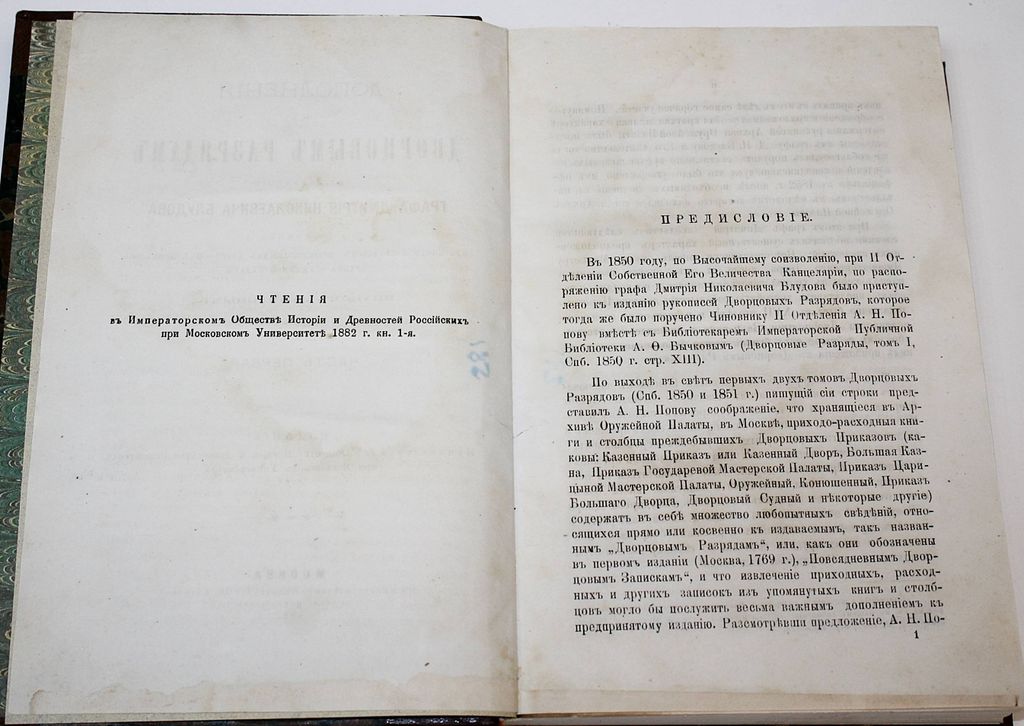 ЧТЕНІЯ
въ Императорскомъ Обществѣ Исторіи и Древностей Россійскихъ
при Московскомъ Университетѣ 1882 г. кн. 1-я.
281
ПРЕДИСЛОВІЕ.
Въ 1850 году, по Высочайшему соизволенію, при II От-
дѣленіи Собственной Его Величества Канцеляріи, по распо-
ряженію графа Дмитрія Николаевича Блудова было приступ-
лено къ изданію рукописей Дворцовыхъ Разрядовъ, которое
тогда же было поручено Чиновнику II Отдѣленія А. Н. По-
пову вмѣстѣ съ Библіотекаремъ Императорской Публичной
Библіотеки А. Ѳ. Бычковымъ (Дворцовые Разряды, томъ I,
Спб. 1850 г. стр. XIII).
По выходѣ въ свѣтъ первыхъ двухъ томовъ Дворцовыхъ
Разрядовъ (Спб. 1850 и 1851 г.) пишущій сіи строки пред-
ставилъ А. Н. Попову соображеніе, что хранящіеся въ Ар-
хивѣ Оружейной Палаты, въ Москвѣ, приходо-расходныя кни-
ги и столбцы преждебывшихъ Дворцовыхъ Приказовъ (ка-
ковы: Казенный Приказъ или Казенный Дворъ, Большая Каз-
на, Приказъ Государевой Мастерской Палаты, Приказъ Цари-
цыной Мастерской Палаты, Оружейный, Конюшенный, Приказъ
Большаго Дворца, Дворцовый Судный и нѣкоторые другіе)
содержатъ въ себѣ множество любопытныхъ свѣдѣній, отно-
сящихся прямо или косвенно къ издаваемымъ, такъ назван-
нымъ „Дворцовымъ Разрядамъ“, или, какъ они обозначены
въ первомъ изданіи (Москва, 1769 г.), „Повсядневнымъ Двор-
цовымъ Запискамъ“, и что извлеченіе приходныхъ, расход-
ныхъ и другихъ записокъ изъ упомянутыхъ книгъ и столб-
цовъ могло бы послужить весьма важнымъ дополненіемъ къ
предпринятому изданію. Разсмотрѣвши предложеніе, А. Н. По-
1